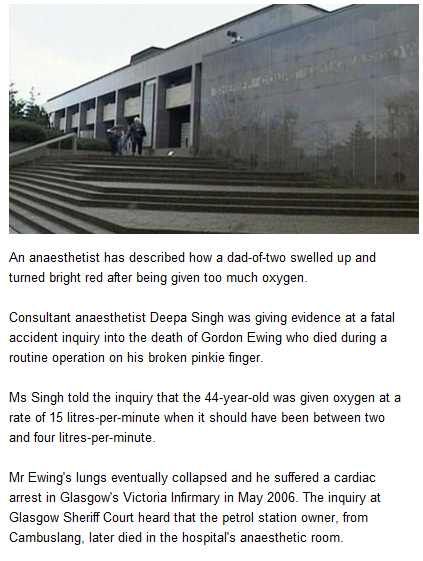 SHERIFF COURT OF GLASGOW
An anaesthetist has described how a dad-of-two swelled up and
turned bright red after being given too much oxygen.
Consultant anaesthetist Deepa Singh was giving evidence at a fatal
accident inquiry into the death of Gordon Ewing who died during a
routine operation on his broken pinkie finger.
Ms Singh told the inquiry that the 44-year-old was given oxygen at a
rate of 15 litres-per-minute when it should have been between two
and four litres-per-minute.
Mr Ewing's lungs eventually collapsed and he suffered a cardiac
arrest in Glasgow's Victoria Infirmary in May 2006. The inquiry at
Glasgow Sheriff Court heard that the petrol station owner, from
Cambuslang, later died in the hospital's anaesthetic room.